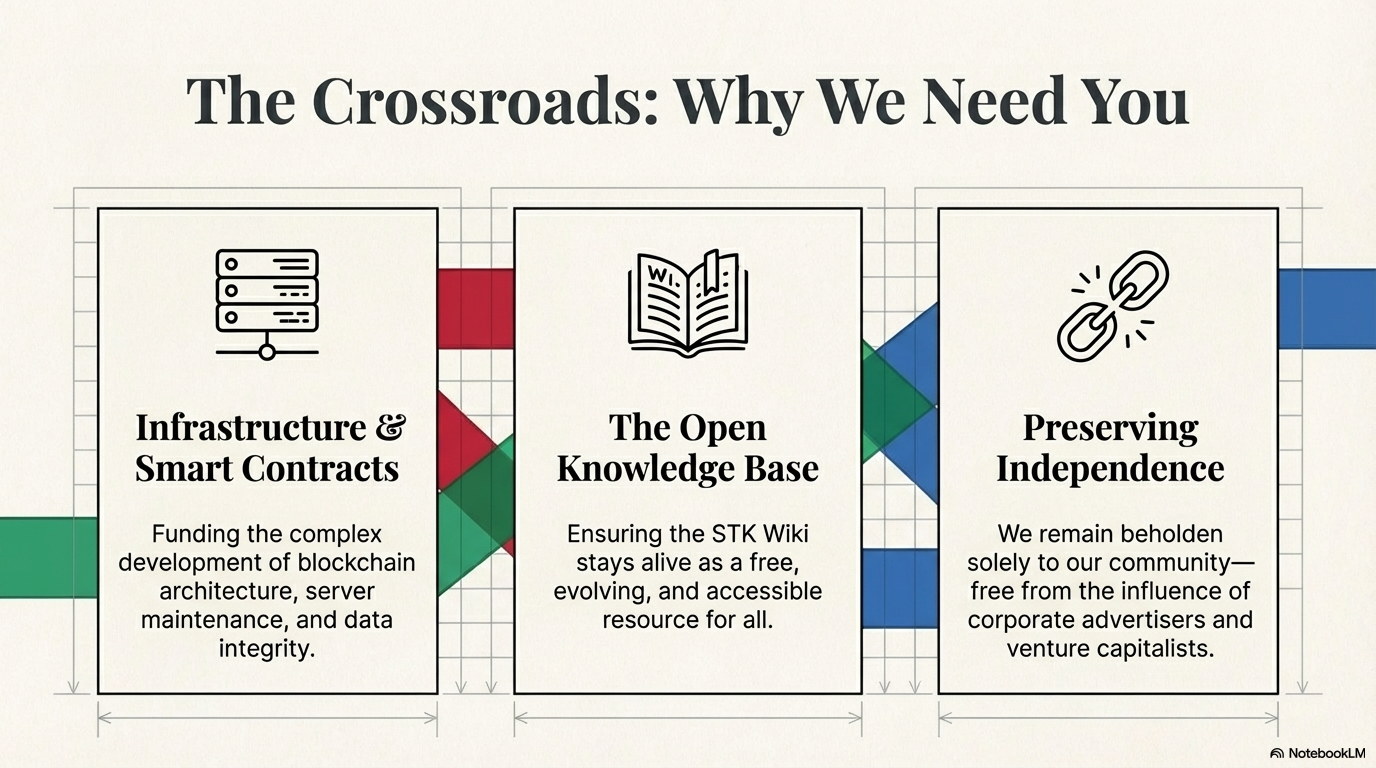 The Crossroads: Why We Need You
Infrastructure &
Smart Contracts
Funding the complex
development of blockchain
architecture, server
maintenance, and data
integrity.
Wi.
The Open
Knowledge Base
Ensuring the STK Wiki
stays alive as a free,
evolving, and accessible
resource for all.
Preserving
Independence
We remain beholden
solely to our community—
free from the influence of
corporate advertisers and
venture capitalists.
NotebookLM